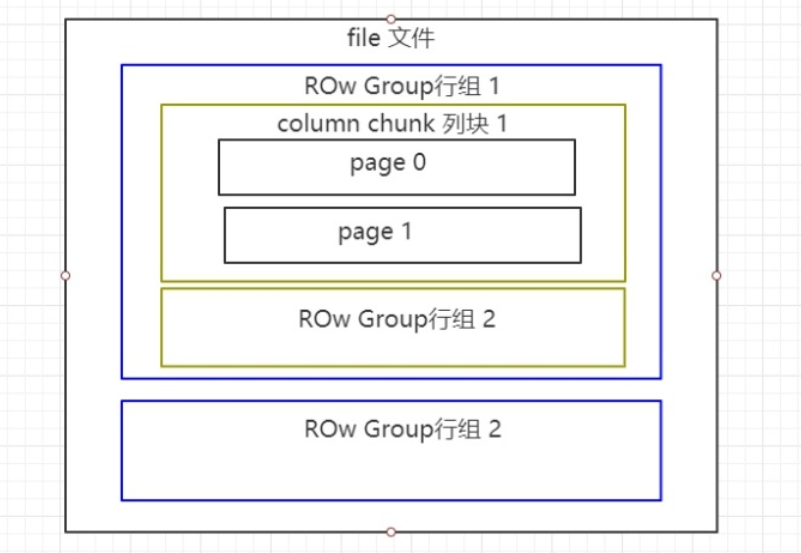 file 文件
ROw Group行组 1
column chunk 列块 1
page 0
page 1
ROw Group行组 2
ROw Group行组 2